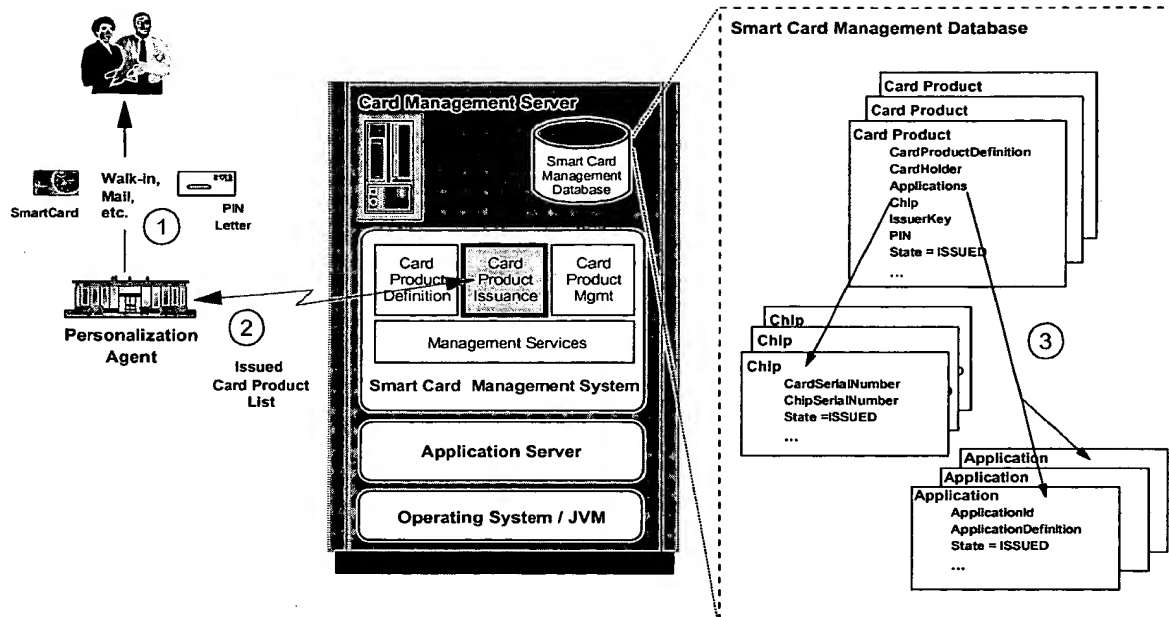 Smart Card Management Database
Card Product
Card Product
Card Product
CardProductDefinition
CardHolder
Applications
Chip
IssuerKey
PIN
State = ISSUED
...
Card Management Server
Smart Card
Management
Database
SmartCard
Walk-in,
Mail,
etc.
1
PIN
Letter
Personalization
Agent
2
Issued
Card Product
List
Card
Product
Definition
Card
Product
Issuance
Card
Product
Mgmt
Management Services
Smart Card Management System
Application Server
Operating System / JVM
Chip
Chip
Chip
CardSerialNumber
ChipSerialNumber
State =ISSUED
...
3
Application
Application
Application
ApplicationId
ApplicationDefinition
State = ISSUED
...